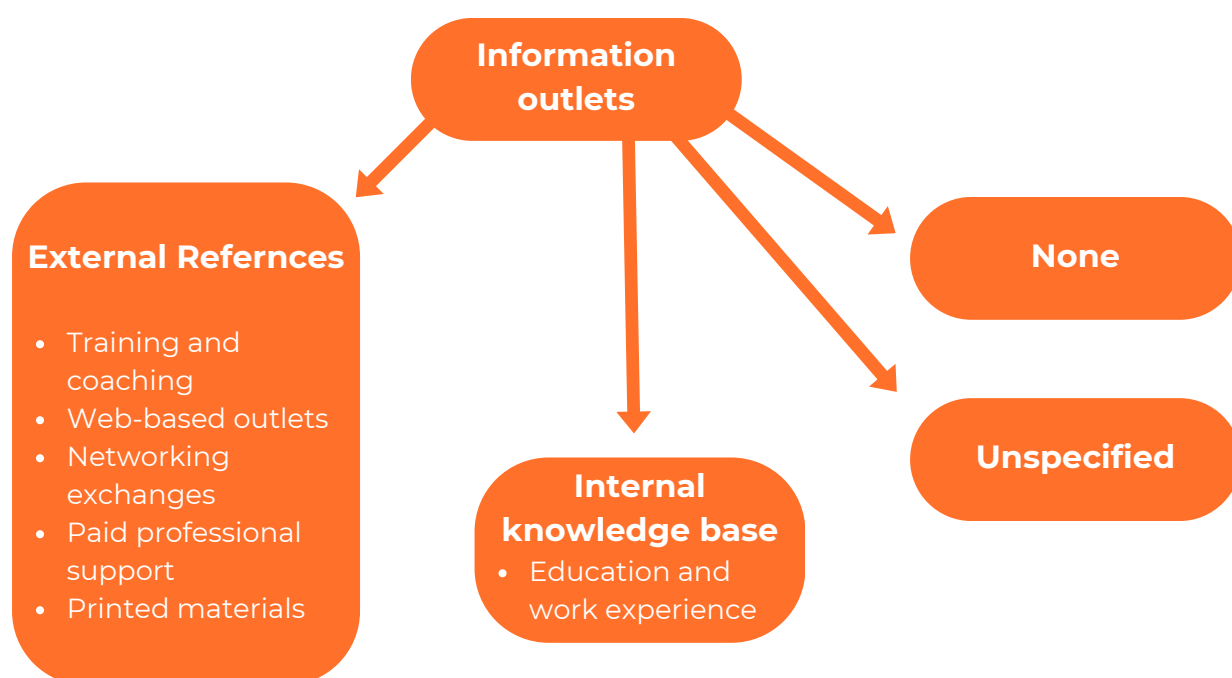 Information
outlets
External Refernces
• Training and
coaching
• Web-based outlets
• Networking
exchanges
• Paid professional
support
• Printed materials
Internal
knowledge base
• Education and
work experience
None
Unspecified